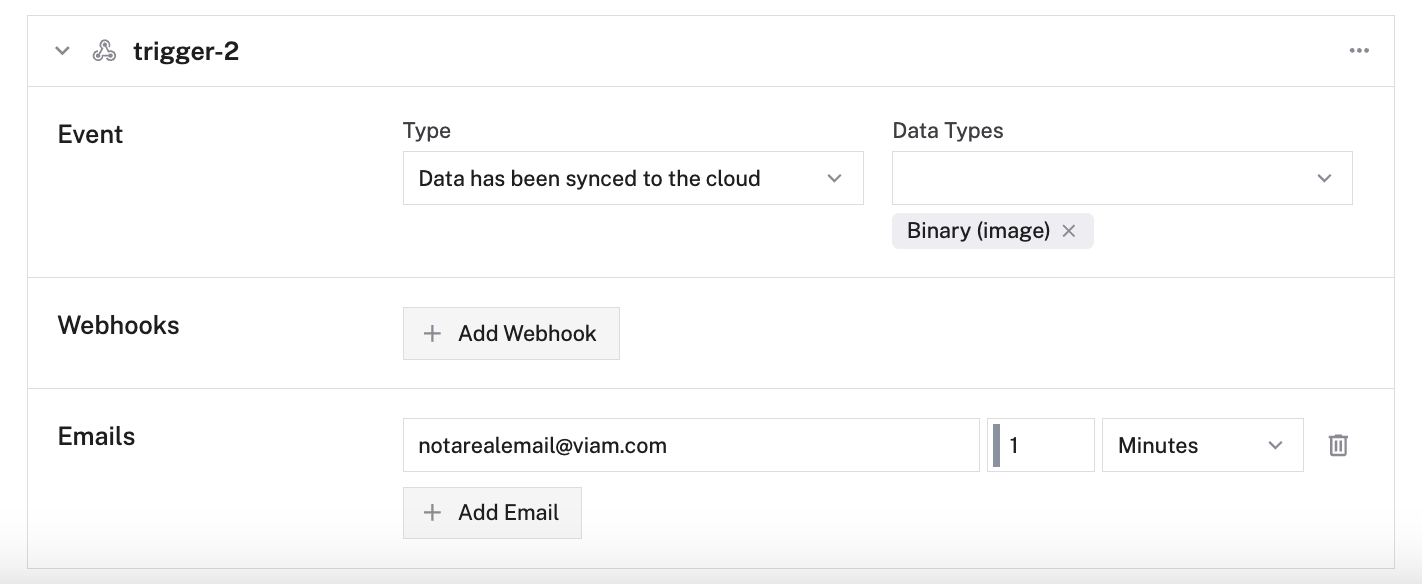 trigger-2
Event
Type
Data Types
Data has been synced to the cloud
Binary (image)
Webhooks
Add Webhook
Emails
notarealemail@viam.com
1
Minutes
Add Email